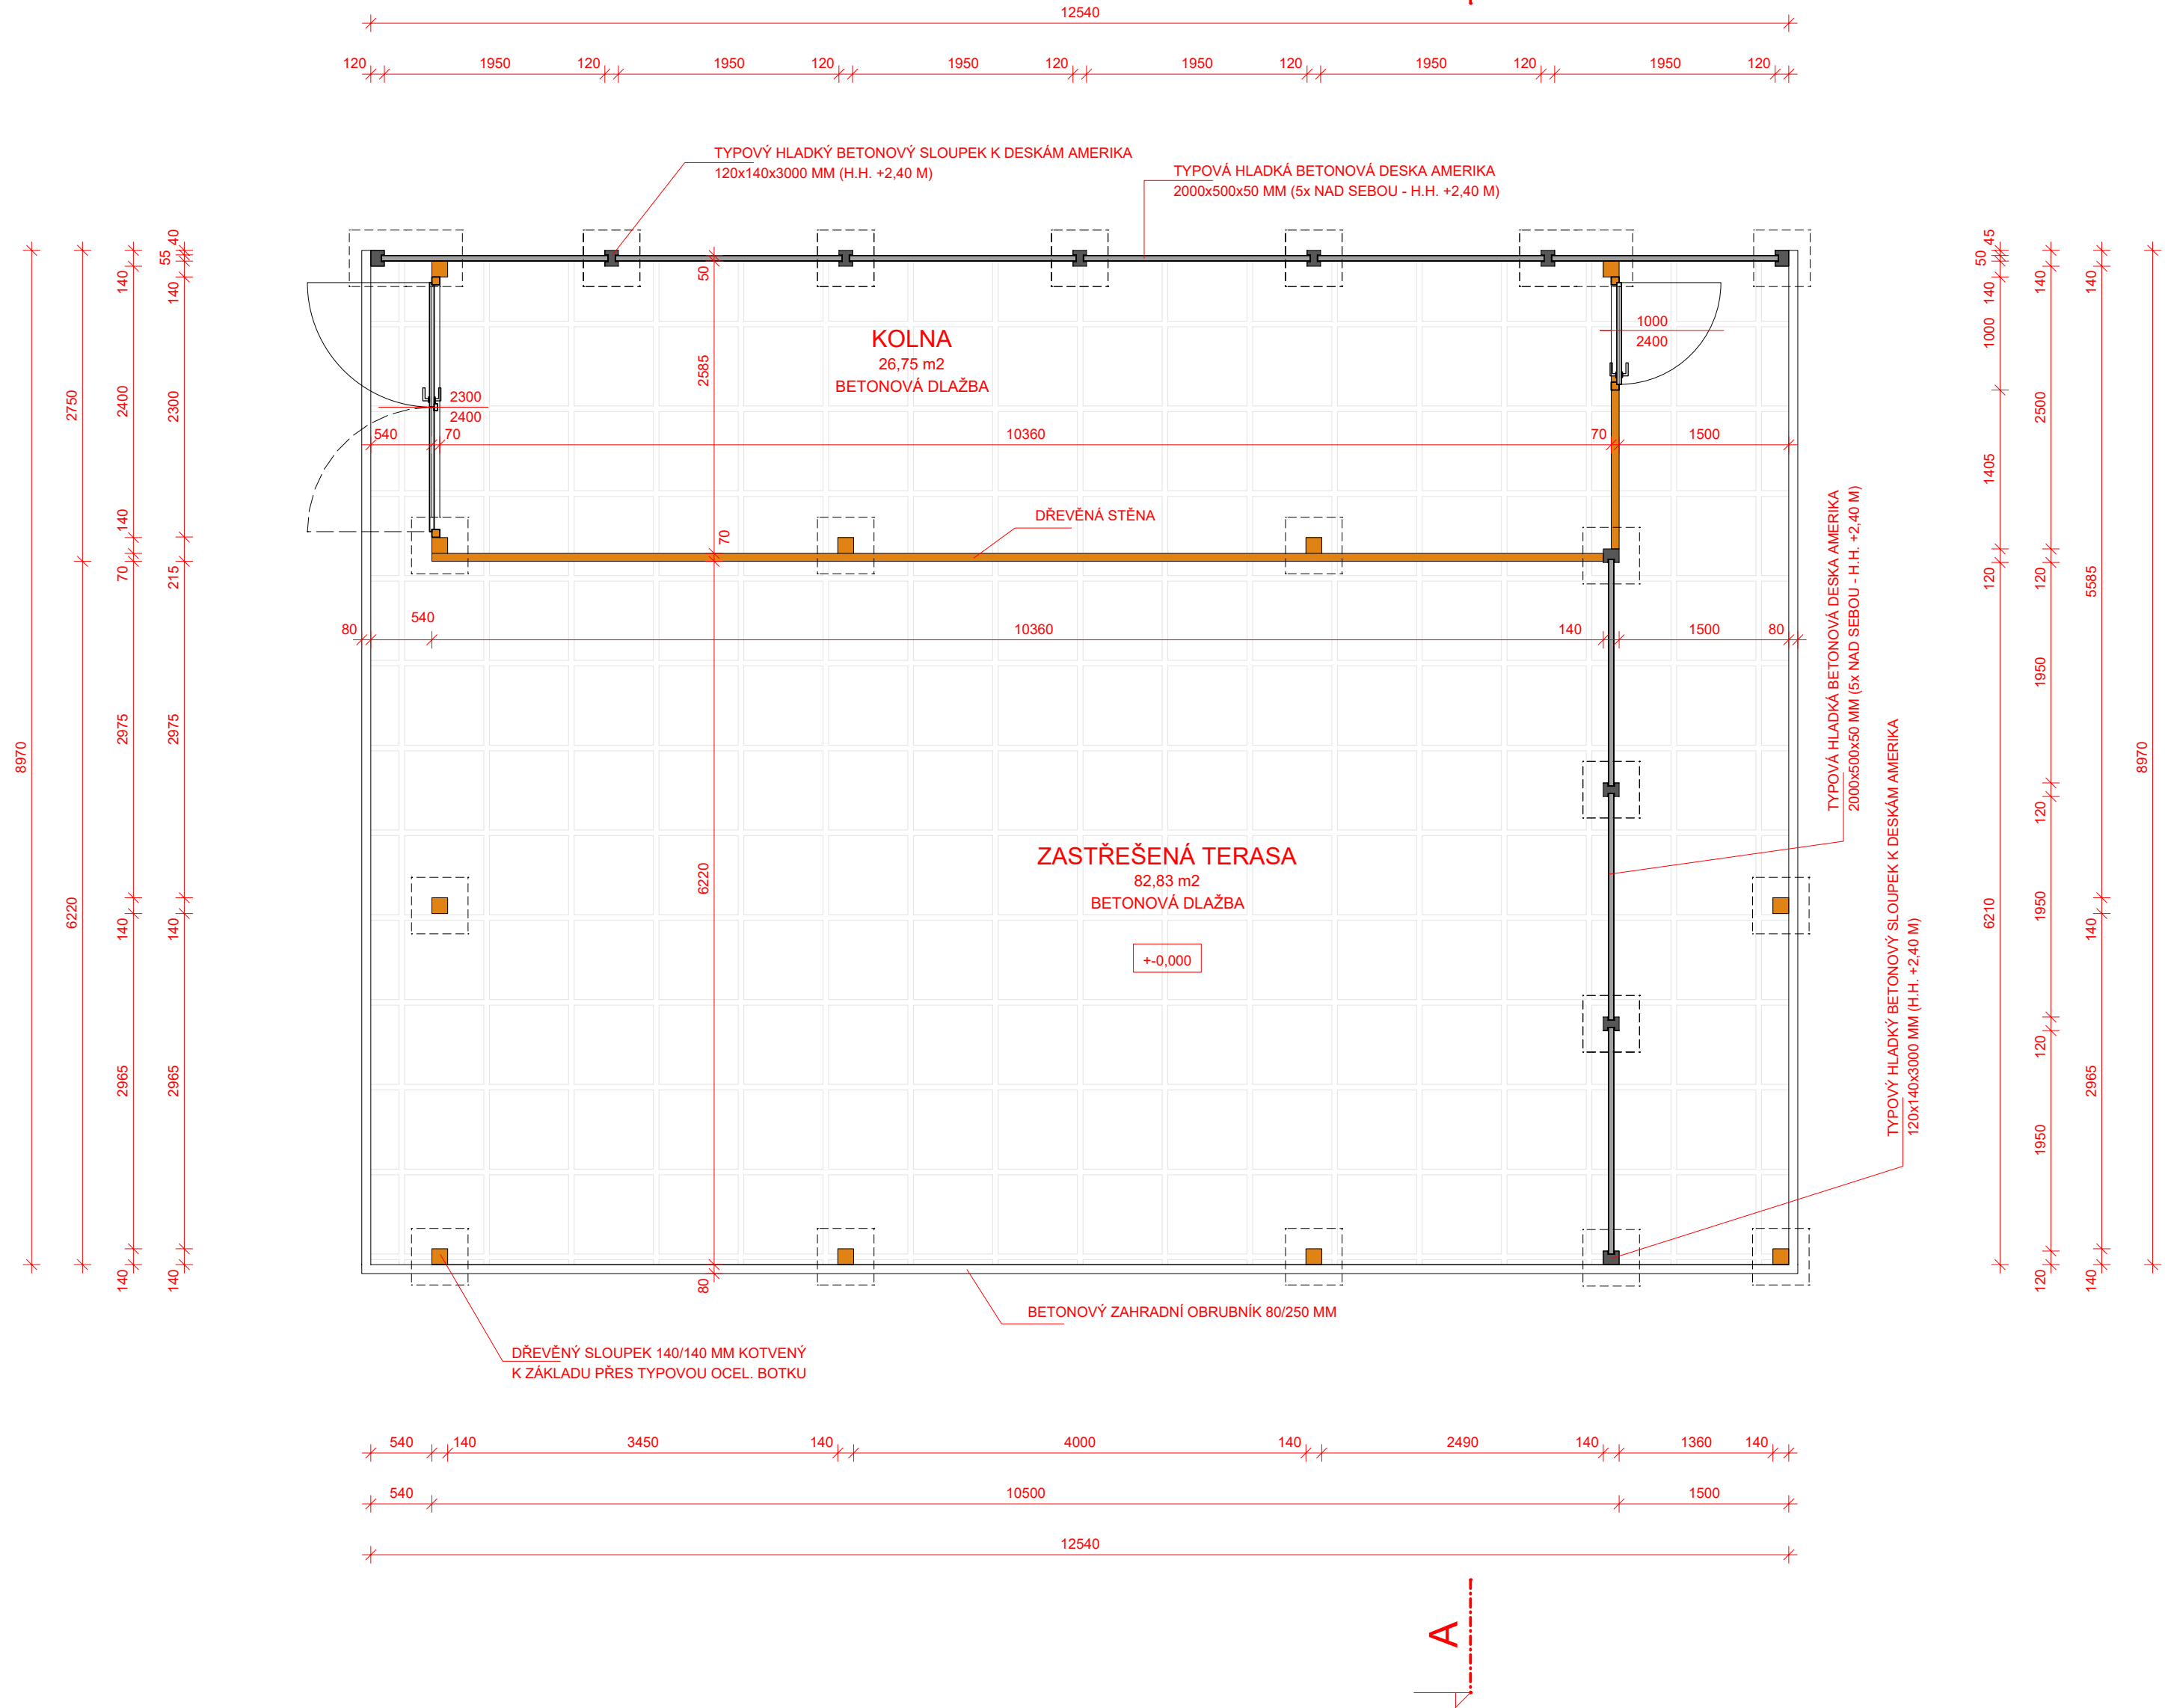 12540
120 1950 120 1950 120 1950 120 1950 120 1950 120 1950 120
TYPOVÝ HLADKÝ BETONOVÝ SLOUPEK K DESKÁM AMERIKA
120x140x3000 MM (H.H. +2,40 M)
TYPOVÁ HLADKÁ BETONOVÁ DESKA AMERIKA
2000x500x50 MM (5x NAD SEBOU - H.H. +2,40 M)
8970
2750
6220
140
2400
140
70
2975
140
2965
140
40
55
140
2300
215
2975
140
2965
140
50
2585
70
6220
80
KOLNA
26,75 m2
BETONOVÁ DLAŽBA
1000
2400
2300
2400
540 70 10360 70 1500
DŘEVĚNÁ STĚNA
80 540 10360 140 1500 80
ZASTŘEŠENÁ TERASA
82,83 m2
BETONOVÁ DLAŽBA
+-0,000
TYPOVÁ HLADKÁ BETONOVÁ DESKA AMERIKA
2000x500x50 MM (5x NAD SEBOU - H.H. +2,40 M)
TYPOVÝ HLADKÝ BETONOVÝ SLOUPEK K DESKÁM AMERIKA
120x140x3000 MM (H.H. +2,40 M)
45
50
140
1000
1405
120
6210
140
2500
120
1950
120
1950
120
1950
120
140
5585
140
2965
140
8970
BETONOVÝ ZAHRADNÍ OBRUBNÍK 80/250 MM
DŘEVĚNÝ SLOUPEK 140/140 MM KOTVENÝ
K ZÁKLADU PŘES TYPOVOU OCEL. BOTKU
540 140 3450 140 4000 140 2490 140 1360 140
540 10500 1500
12540
A